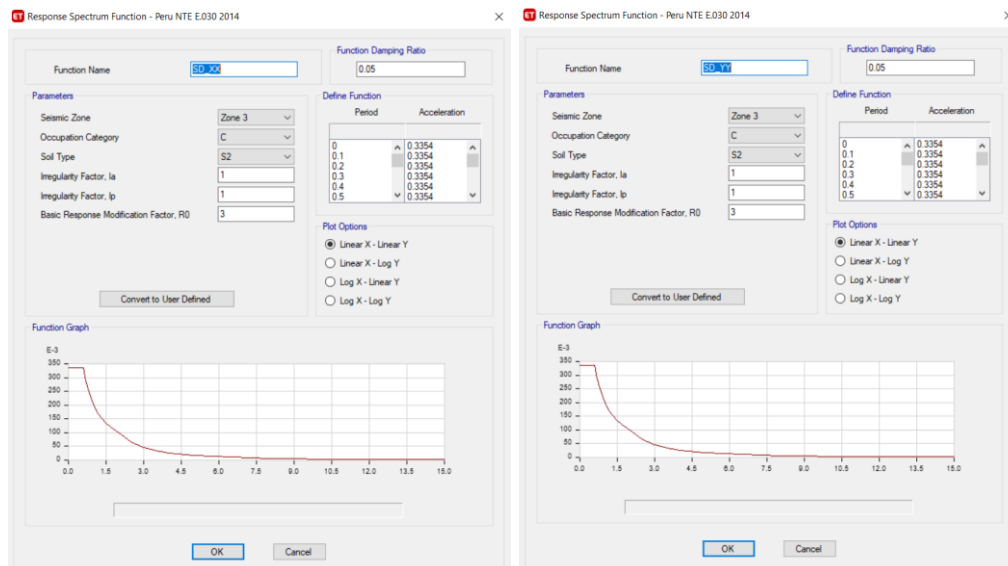 ET Response Spectrum Function - Peru NTE E.030 2014
Function Name
SD_XX
Function Damping Ratio
0.05
Parameters
Seismic Zone
Zone 3
Occupation Category
C
Soil Type
S2
Irregularity Factor, Ia
1
Irregularity Factor, Ip
1
Basic Response Modification Factor, R0
3
Convert to User Defined
Define Function
Period Acceleration
0 0.3354
0.1 0.3354
0.2 0.3354
0.3 0.3354
0.4 0.3354
0.5 0.3354
Plot Options
Linear X - Linear Y
Linear X - Log Y
Log X - Linear Y
Log X - Log Y
Function Graph
E-3
350
300
250
200
150
100
50
0
0.0 1.5 3.0 4.5 6.0 7.5 9.0 10.5 12.0 13.5 15.0
OK Cancel
ET Response Spectrum Function - Peru NTE E.030 2014
Function Name
SD_YY
Function Damping Ratio
0.05
Parameters
Seismic Zone
Zone 3
Occupation Category
C
Soil Type
S2
Irregularity Factor, Ia
1
Irregularity Factor, Ip
1
Basic Response Modification Factor, R0
3
Convert to User Defined
Define Function
Period Acceleration
0 0.3354
0.1 0.3354
0.2 0.3354
0.3 0.3354
0.4 0.3354
0.5 0.3354
Plot Options
Linear X - Linear Y
Linear X - Log Y
Log X - Linear Y
Log X - Log Y
Function Graph
E-3
350
300
250
200
150
100
50
0
0.0 1.5 3.0 4.5 6.0 7.5 9.0 10.5 12.0 13.5 15.0
OK Cancel